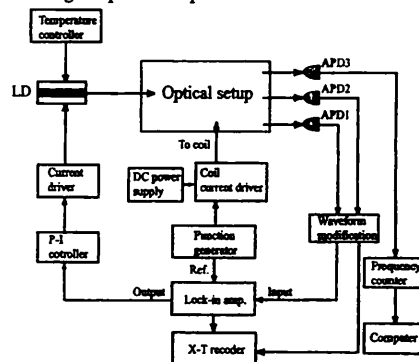 Temperature
controller
LD
Optical setup
APD3
APD2
APD1
To coil
Current
driver
DC power
supply
Coil
current driver
Waveform
modification
P-I
cotroller
Function
generator
Frequency
counter
Ref.
Output
Lock-in amp.
Input
X-T recoder
Computer